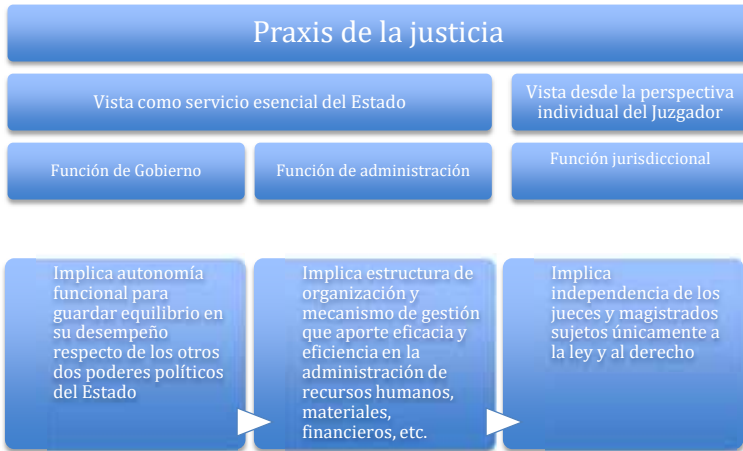 Praxis de la justicia
Vista como servicio esencial del Estado
Vista desde la perspectiva
individual del Juzgador
Función de Gobierno
Función de administración
Función jurisdiccional
Implica autonomía
funcional para
guardar equilibrio en
su desempeño
respecto de los otros
dos poderes políticos
del Estado
Implica estructura de
organización y
mecanismo de gestión
que aporte eficacia y
eficiencia en la
administración de
recursos humanos,
materiales,
financieros, etc.
Implica
independencia de los
jueces y magistrados
sujetos únicamente a
la ley y al derecho